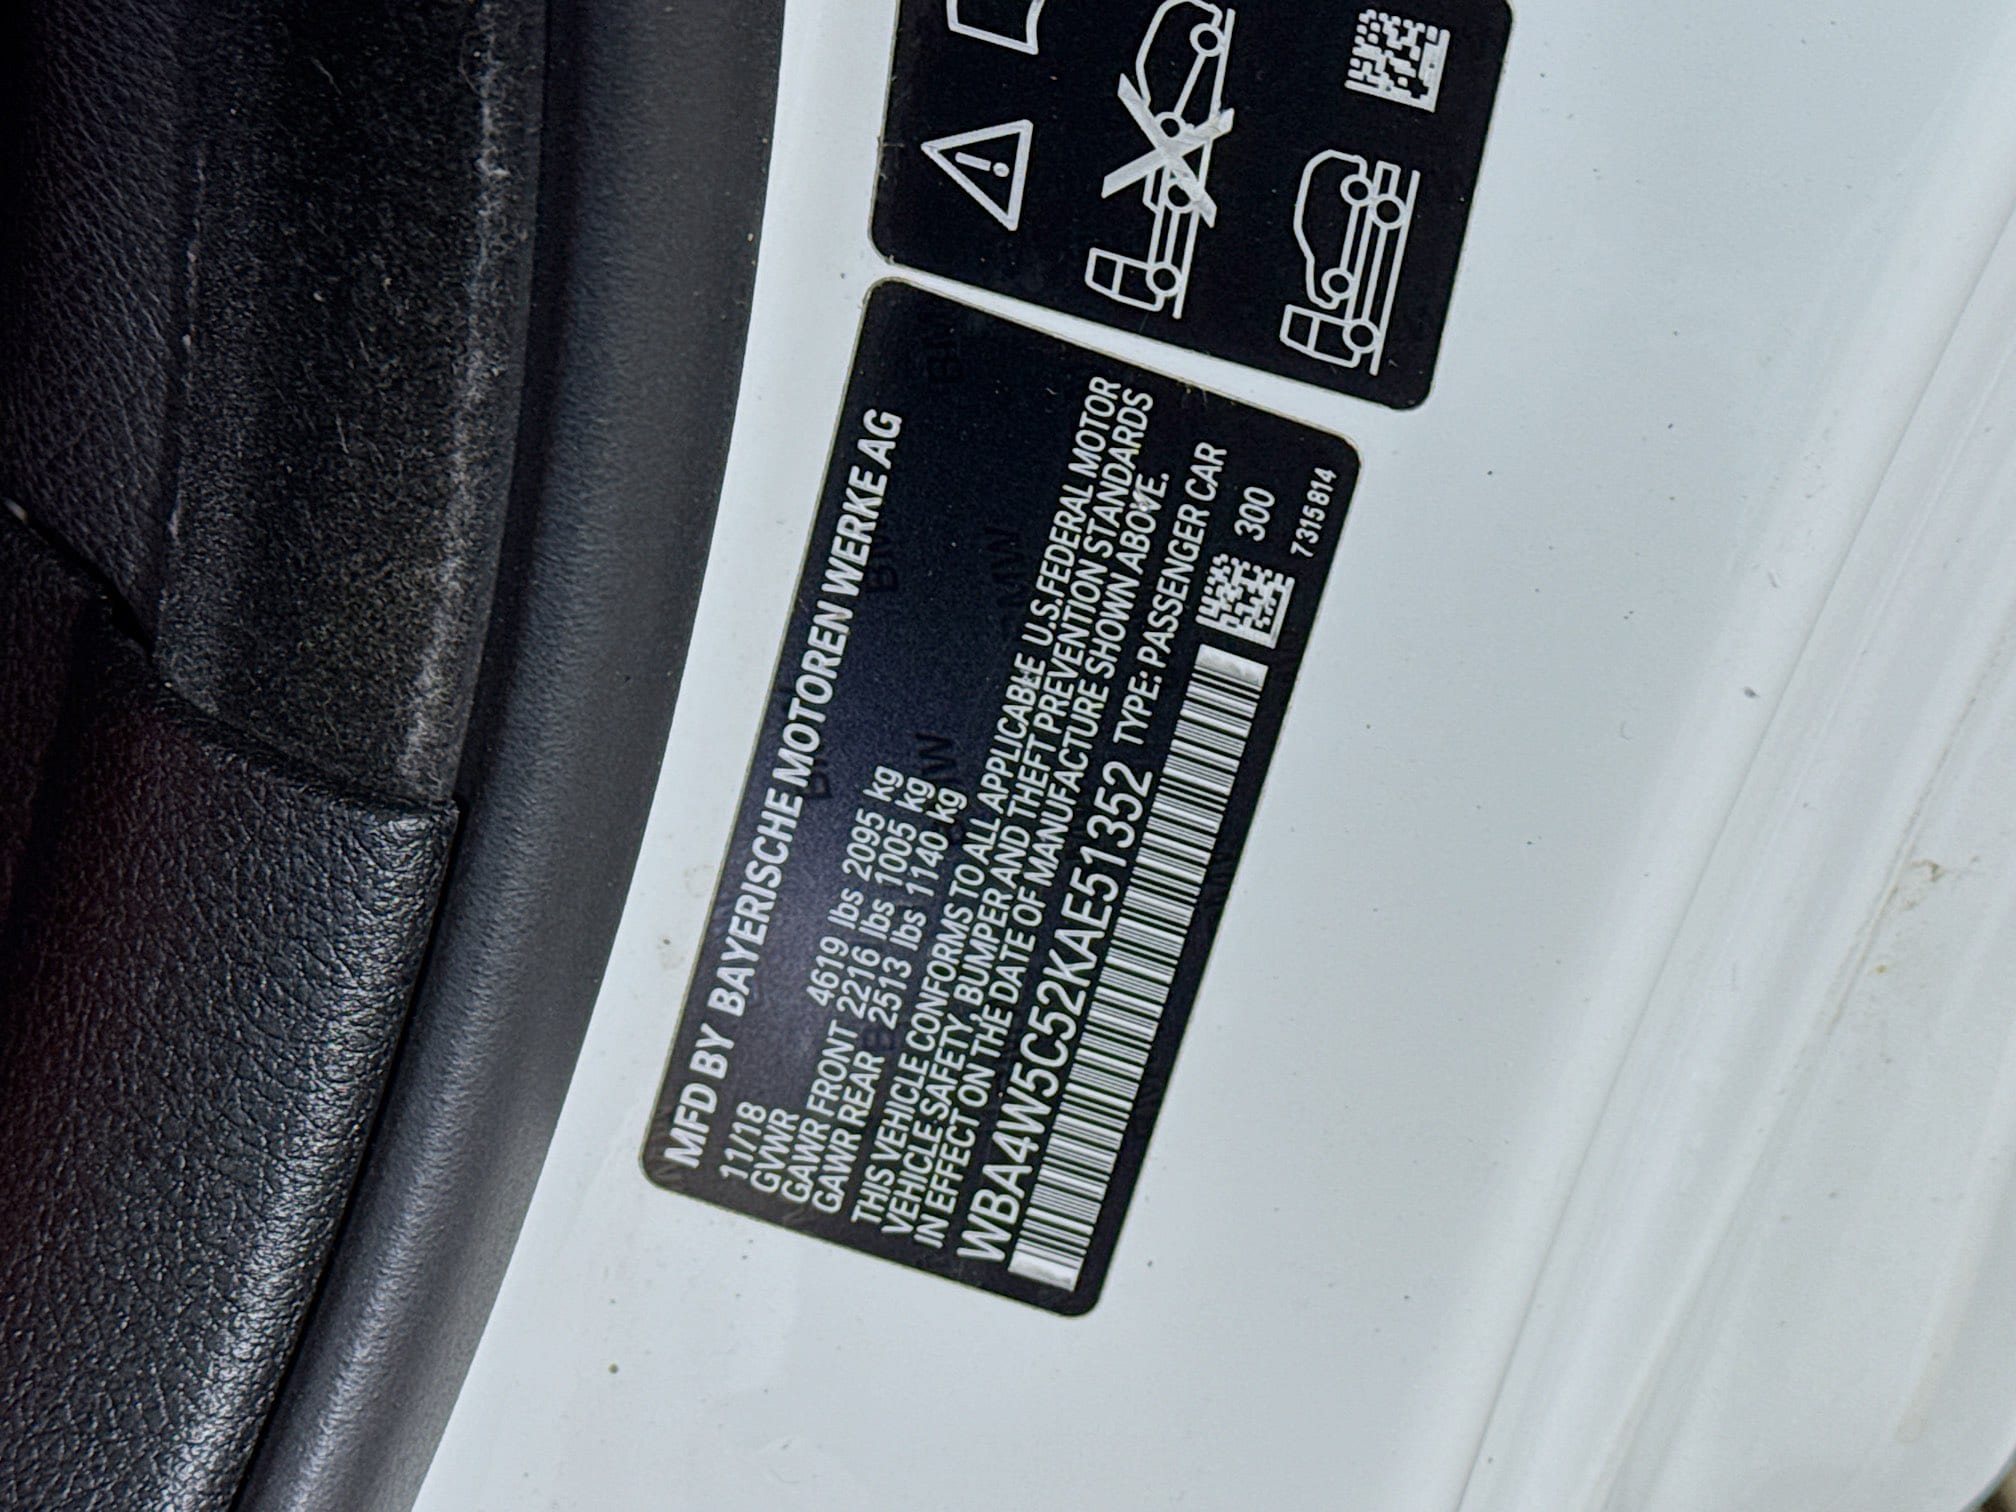 MFD BY BAYERISCHE MOTOREN WERKE AG
11/18
GVWR 4619 lbs 2095 kg
GAWR FRONT 2216 lbs 1005 kg
GAWR REAR 2513 lbs 1140 kg
THIS VEHICLE CONFORMS TO ALL APPLICABLE U.S.FEDERAL MOTOR
VEHICLE SAFETY, BUMPER AND THEFT PREVENTION STANDARDS
IN EFFECT ON THE DATE OF MANUFACTURE SHOWN ABOVE.
WBA4W5C52KAE51352 TYPE: PASSENGER CAR
300
7315814